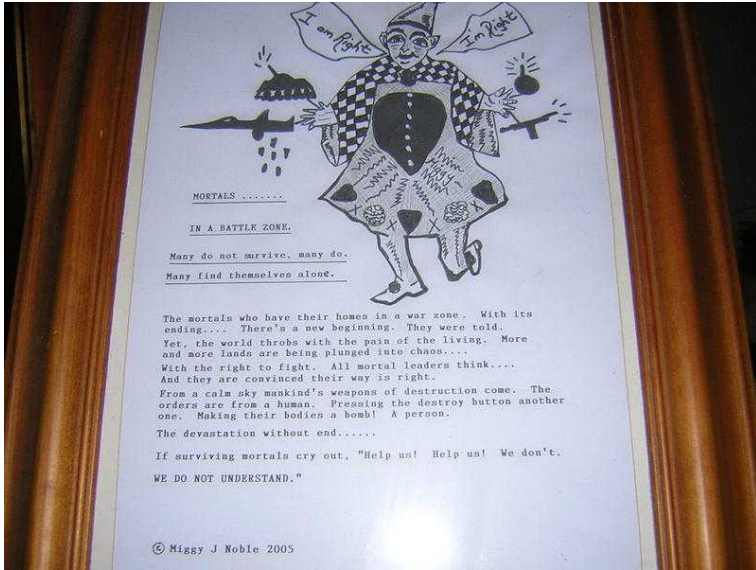 I am Right
I'm Right
Miggy
MORTALS .......
IN A BATTLE ZONE.
Many do not survive, many do.
Many find themselves alone.
The mortals who have their homes in a war zone. With its
ending.... There's a new beginning. They were told.
Yet, the world throbs with the pain of the living. More
and more lands are being plunged into chaos....
With the right to fight. All mortal leaders think....
And they are convinced their way is right.
From a calm sky mankind's weapons of destruction come. The
orders are from a human. Pressing the destroy button another
one. Making their bodies a bomb! A person.
The devastation without end......
If surviving mortals cry out, "Help us! Help us! We don't.
WE DO NOT UNDERSTAND."
© Miggy J Noble 2005